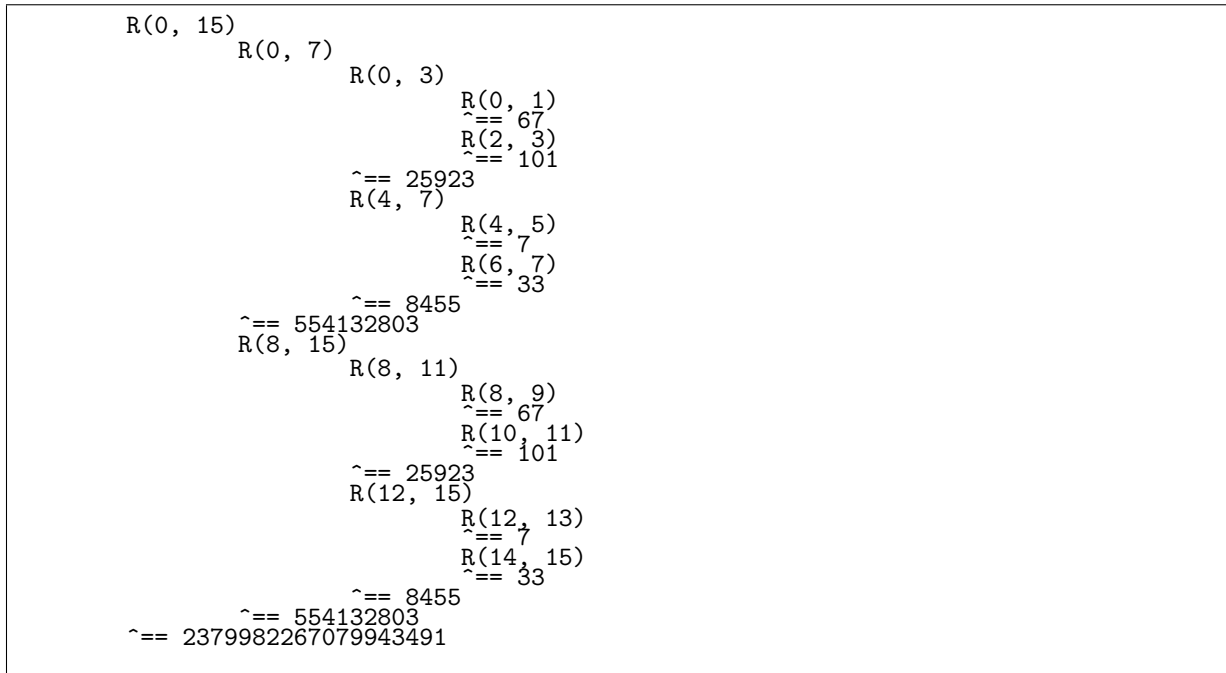 R(0, 15)
R(0, 7)
R(0, 3)
R(0, 1)
^== 67
R(2, 3)
^== 101
^== 25923
R(4, 7)
R(4, 5)
^== 7
R(6, 7)
^== 33
^== 8455
^== 554132803
R(8, 15)
R(8, 11)
R(8, 9)
^== 67
R(10, 11)
^== 101
^== 25923
R(12, 15)
R(12, 13)
^== 7
R(14, 15)
^== 33
^== 8455
^== 554132803
^== 2379982267079943491